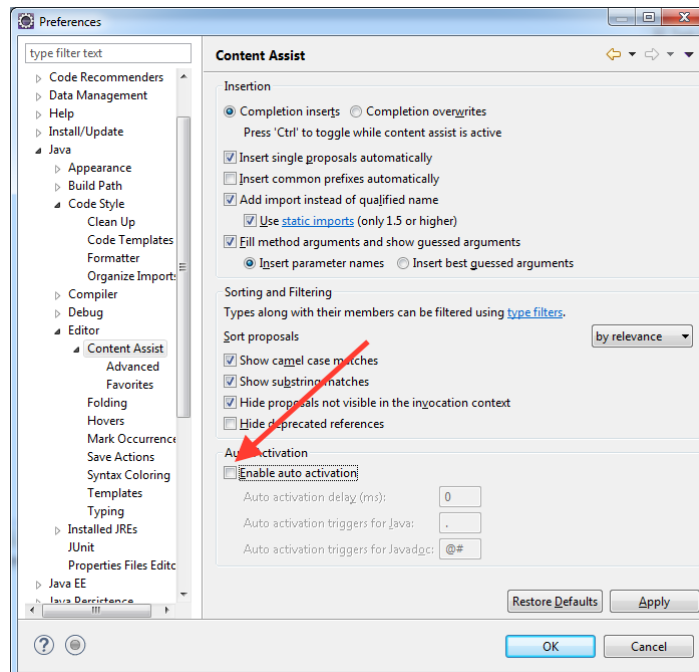 Preferences
type filter text
Code Recommenders
Data Management
Help
Install/Update
Java
Appearance
Build Path
Code Style
Clean Up
Code Templates
Formatter
Organize Imports
Compiler
Debug
Editor
Content Assist
Advanced
Favorites
Folding
Hovers
Mark Occurrence
Save Actions
Syntax Coloring
Templates
Typing
Installed JREs
JUnit
Properties Files Edito
Java EE
Java Persistence
Content Assist
Insertion
Completion inserts Completion overwrites
Press 'Ctrl' to toggle while content assist is active
Insert single proposals automatically
Insert common prefixes automatically
Add import instead of qualified name
Use static imports (only 1.5 or higher)
Fill method arguments and show guessed arguments
Insert parameter names Insert best guessed arguments
Sorting and Filtering
Types along with their members can be filtered using type filters.
Sort proposals by relevance
Show camel case matches
Show substring matches
Hide proposals not visible in the invocation context
Hide deprecated references
Auto Activation
Enable auto activation
Auto activation delay (ms): 0
Auto activation triggers for Java: .
Auto activation triggers for Javadoc: @#
Restore Defaults Apply
OK Cancel